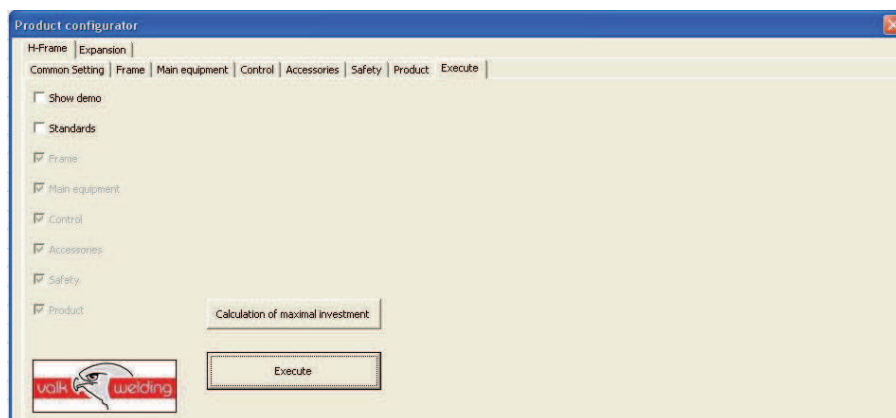 Product configurator
H-Frame Expansion
Common Setting Frame Main equipment Control Accessories Safety Product Execute
Show demo
Standards
Frame
Main equipment
Control
Accessories
Safety
Product
Calculation of maximal investment
Execute
valk welding